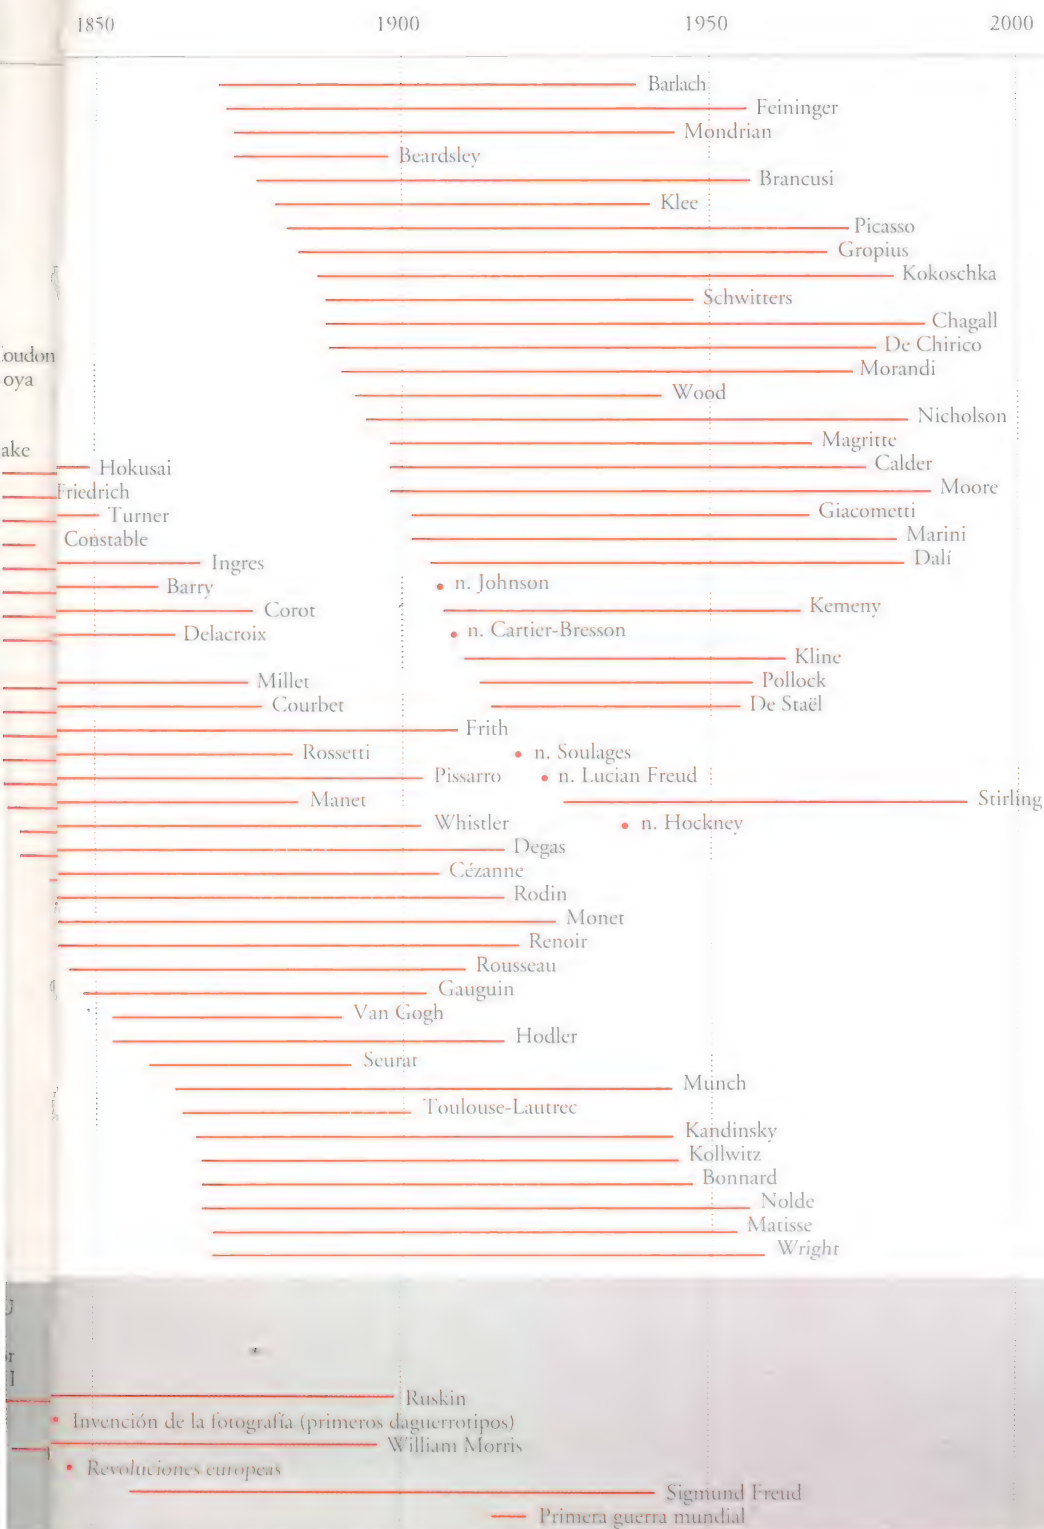 1850 1900 1950 2000
Barlach
Feininger
Mondrian
Beardsley
Brancusi
Klee
Picasso
Gropius
Kokoschka
Schwitters
Chagall
De Chirico
oudon
Morandi
oya
Wood
Nicholson
Magritte
ake
Calder
Hokusai
Moore
Friedrich
Giacometti
Turner
Marini
Constable
Dalí
Ingres
n. Johnson
Barry
Kemeny
Corot
n. Cartier-Bresson
Delacroix
Kline
Pollock
Millet
De Staël
Courbet
Frith
n. Soulages
Rossetti
n. Lucian Freud
Pissarro
Stirling
Manet
n. Hockney
Whistler
Degas
Cézanne
Rodin
Monet
Renoir
Rousseau
Gauguin
Van Gogh
Hodler
Seurat
Munch
Toulouse-Lautrec
Kandinsky
Kollwitz
Bonnard
Nolde
Matisse
Wright
Ruskin
Invención de la fotografía (primeros daguerrotipos)
William Morris
Revoluciones europeas
Sigmund Freud
Primera guerra mundial